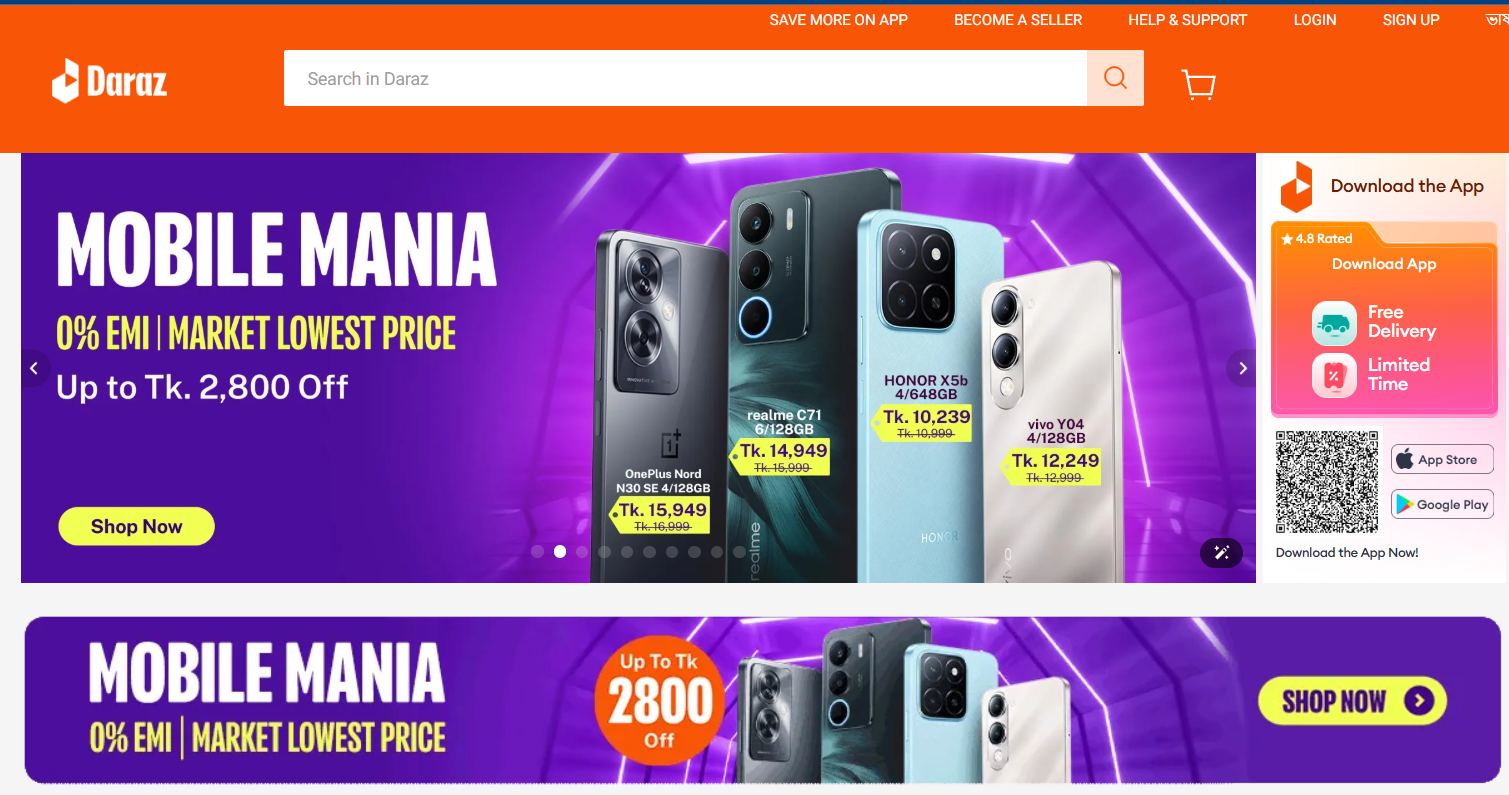 SAVE MORE ON APP
BECOME A SELLER
HELP & SUPPORT
LOGIN
SIGN UP
Daraz
Search in Daraz
MOBILE MANIA
0% EMI | MARKET LOWEST PRICE
Up to Tk. 2,800 Off
Shop Now
OnePlus Nord
N30 SE 4/128GB
Tk. 15,949
Tk. 16,999
realme C71
6/128GB
Tk. 14,949
Tk. 15,999
realme
HONOR X5b
4/648GB
Tk. 10,239
Tk. 10,999
HONOR
vivo Y04
4/128GB
Tk. 12,249
Tk. 12,999
vivo
Download the App
4.8 Rated
Download App
Free
Delivery
Limited
Time
App Store
Google Play
Download the App Now!
MOBILE MANIA
0% EMI | MARKET LOWEST PRICE
Up To Tk
2800
Off
SHOP NOW